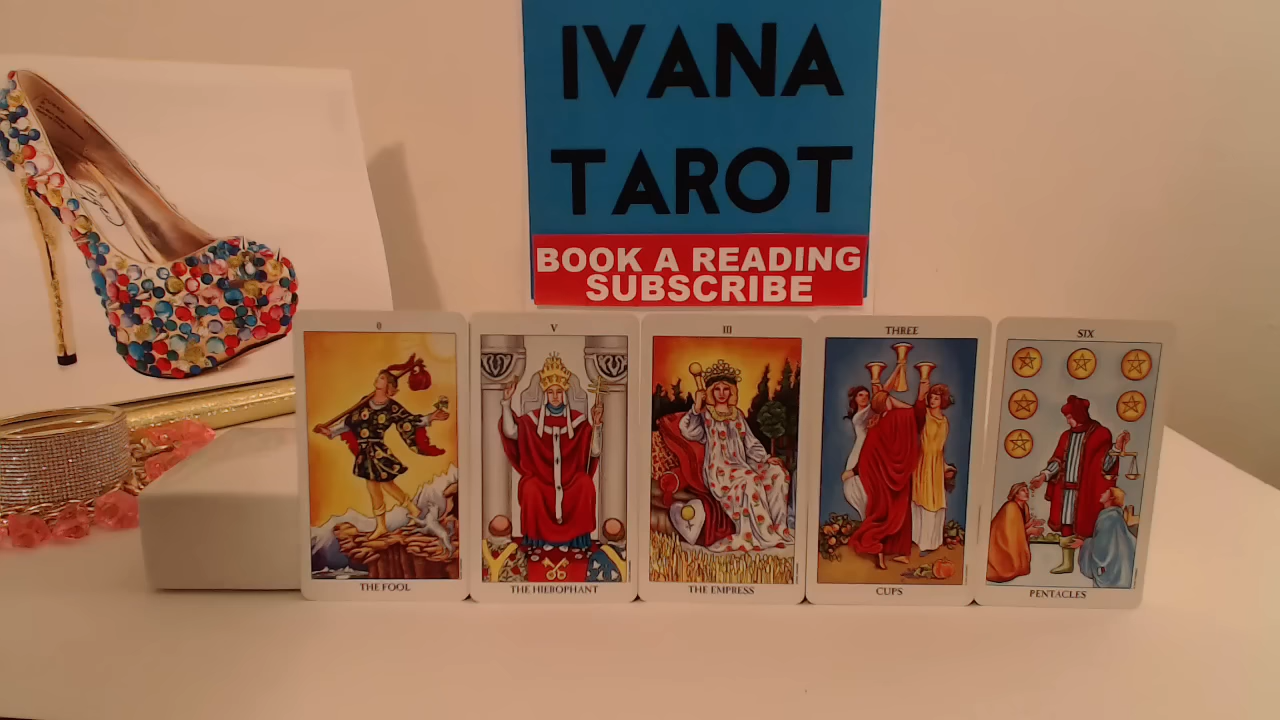 IVANA
TAROT
BOOK A READING
SUBSCRIBE
0
V
III
THREE
SIX
THE FOOL
THE HIEROPHANT
THE EMPRESS
CUPS
PENTACLES